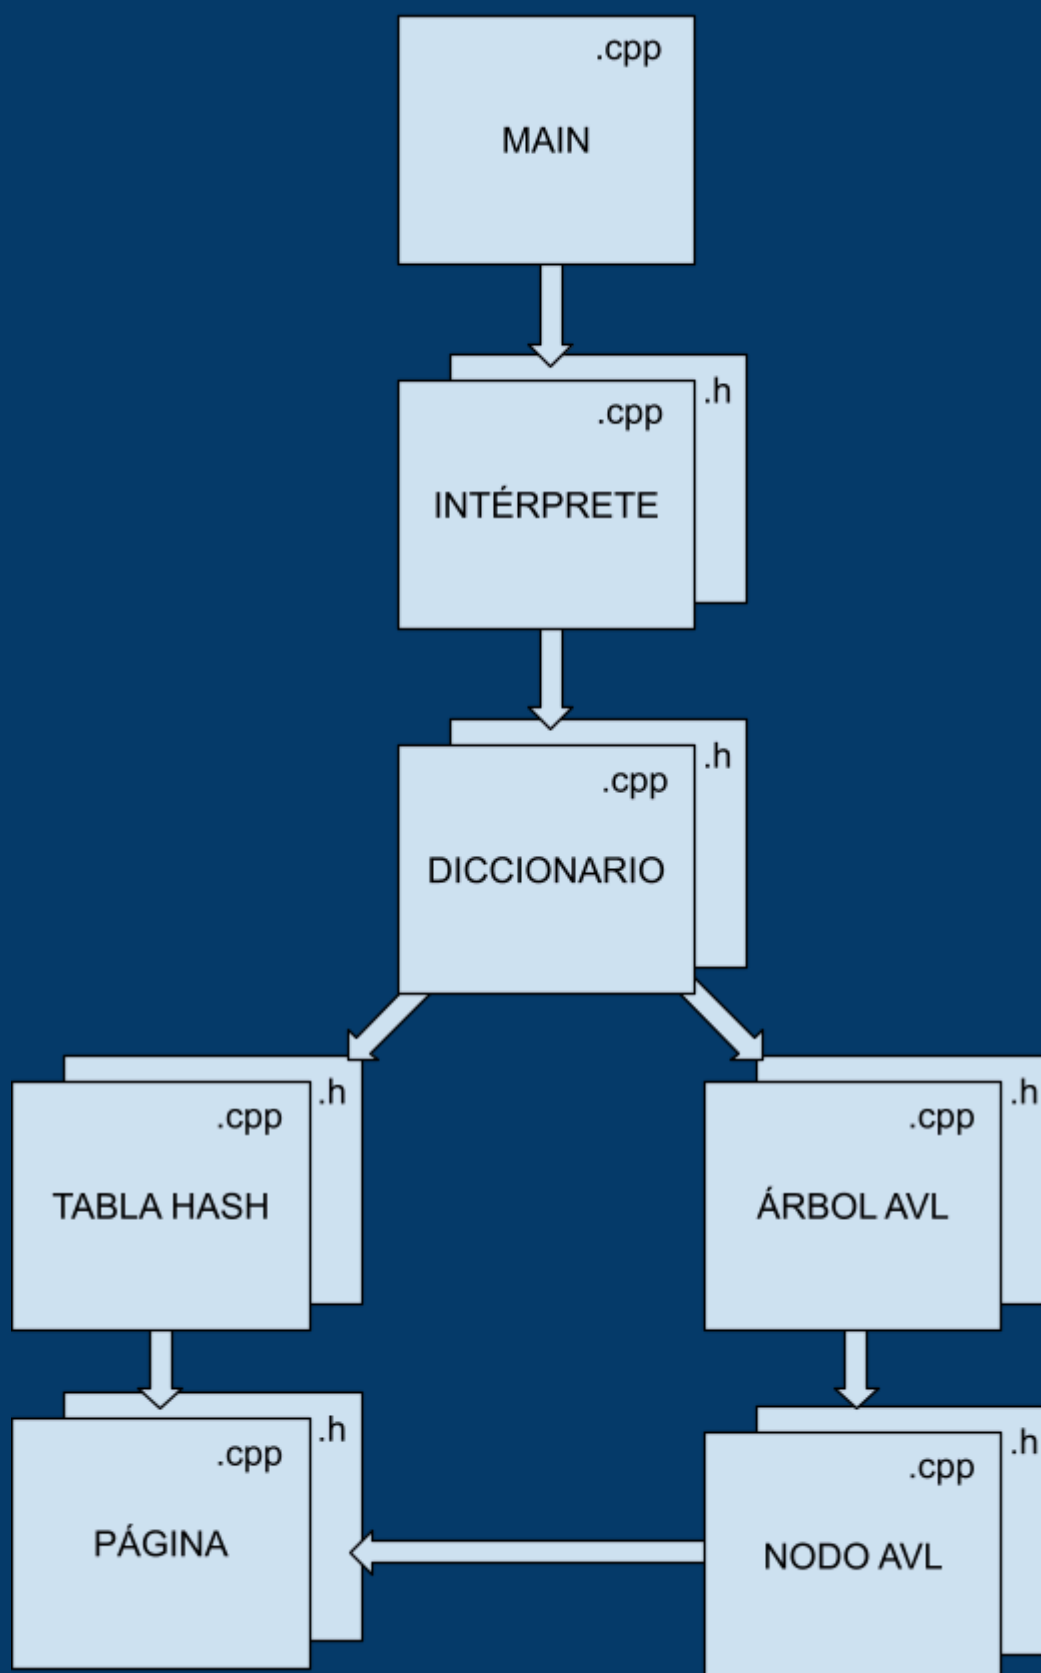 .cpp
MAIN
.h
.cpp
INTÉRPRETE
.h
.cpp
DICCIONARIO
.h
.cpp
TABLA HASH
.h
.cpp
ÁRBOL AVL
.h
.cpp
PÁGINA
.h
.cpp
NODO AVL